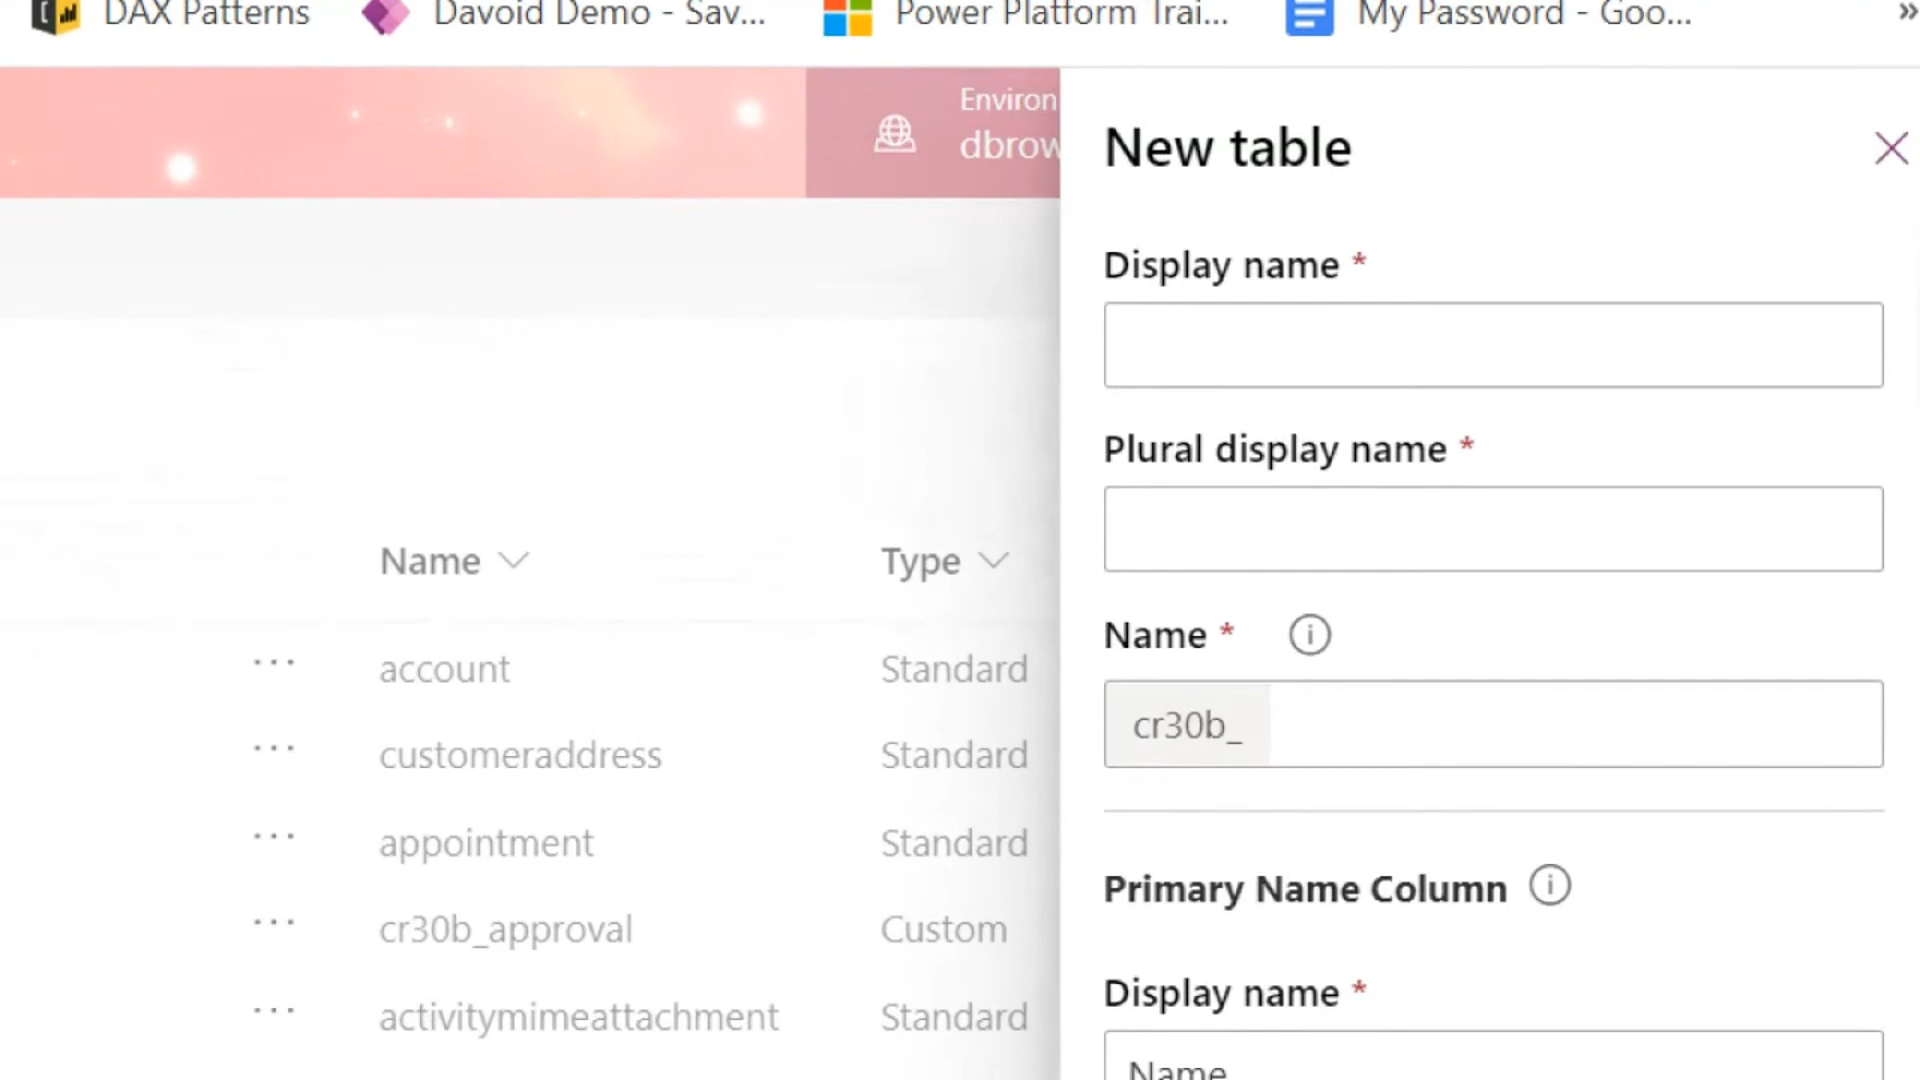 DAX Patterns
Davoid Demo - Sav...
Power Platform Trai...
My Password - Goo...
»
Environ
dbrow
New table
Display name *
Plural display name *
Name *
cr30b_
Primary Name Column
Display name *
Name
Name Type
... account Standard
... customeraddress Standard
... appointment Standard
... cr30b_approval Custom
... activitymimeattachment Standard